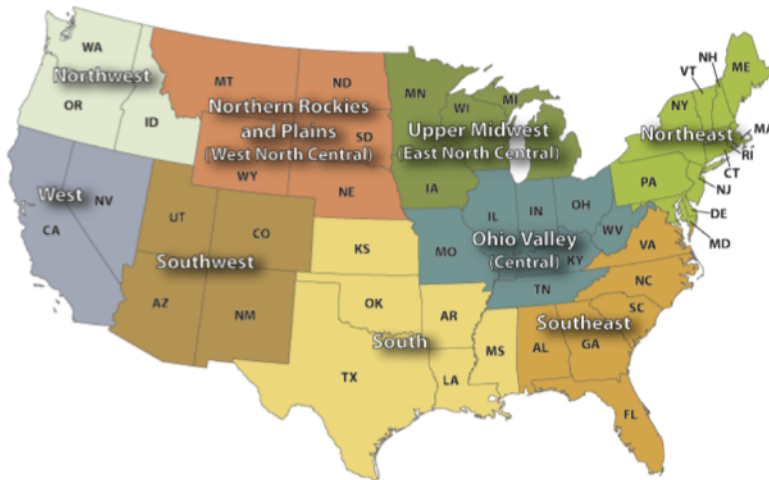 WA
Northwest
OR
ID
MT
ND
Northern Rockies
and Plains
(West North Central)
SD
WY
NE
MN
WI
MI
Upper Midwest
(East North Central)
IA
NH
VT
ME
NY
MA
Northeast
RI
CT
PA
NJ
DE
MD
West
NV
CA
UT
CO
Southwest
AZ
NM
KS
OK
AR
South
MS
TX
LA
IL
IN
OH
WV
MO
Ohio Valley
(Central)
KY
TN
VA
NC
SC
Southeast
AL
GA
FL